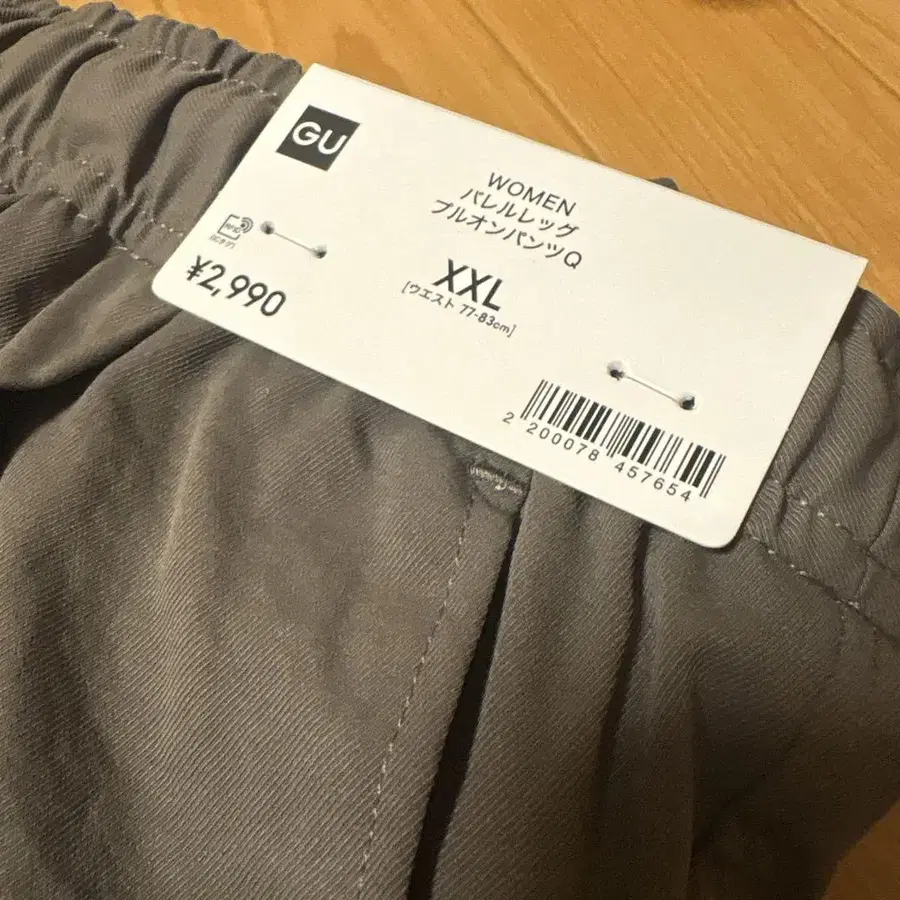 GU
WOMEN
バレルレッグ
プルオンパンツQ
RFID
¥2,990
XXL
[ウエスト 77-83cm]
2 200078 457654